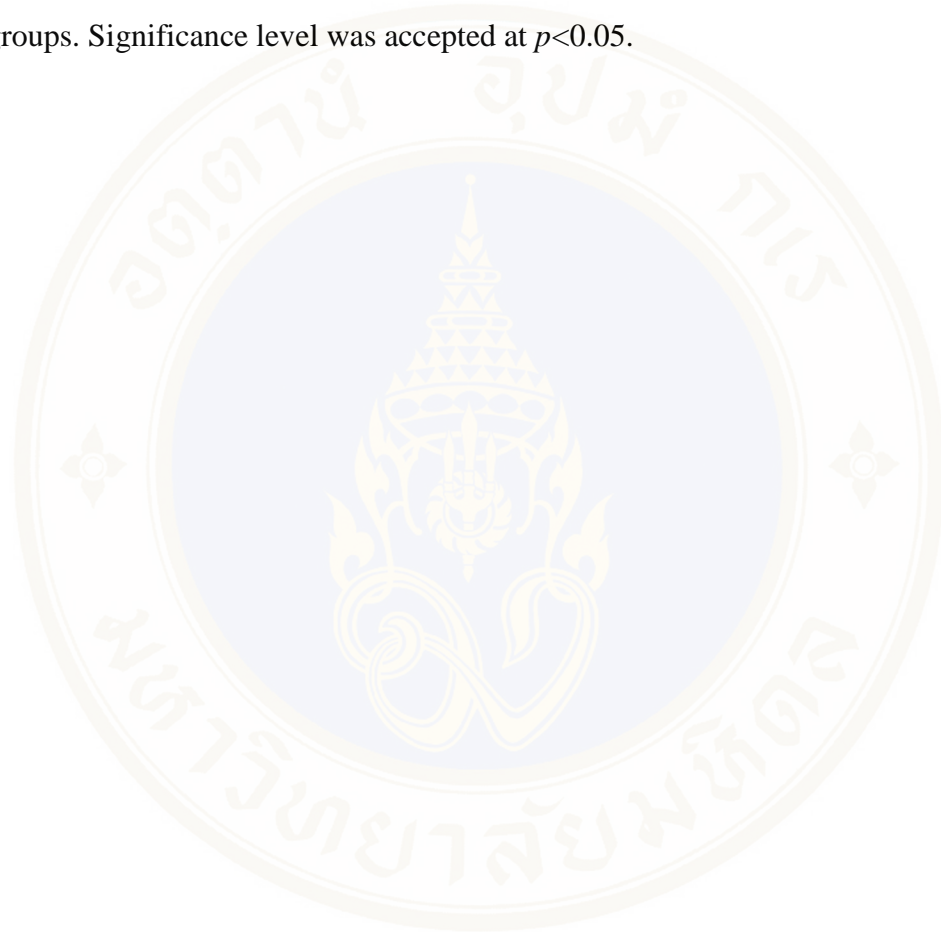 roups. Significance level was accepted at p<0.05.
อตฺตานํ อุปมํ กเร
มหาวิทยาลัยมหิดล